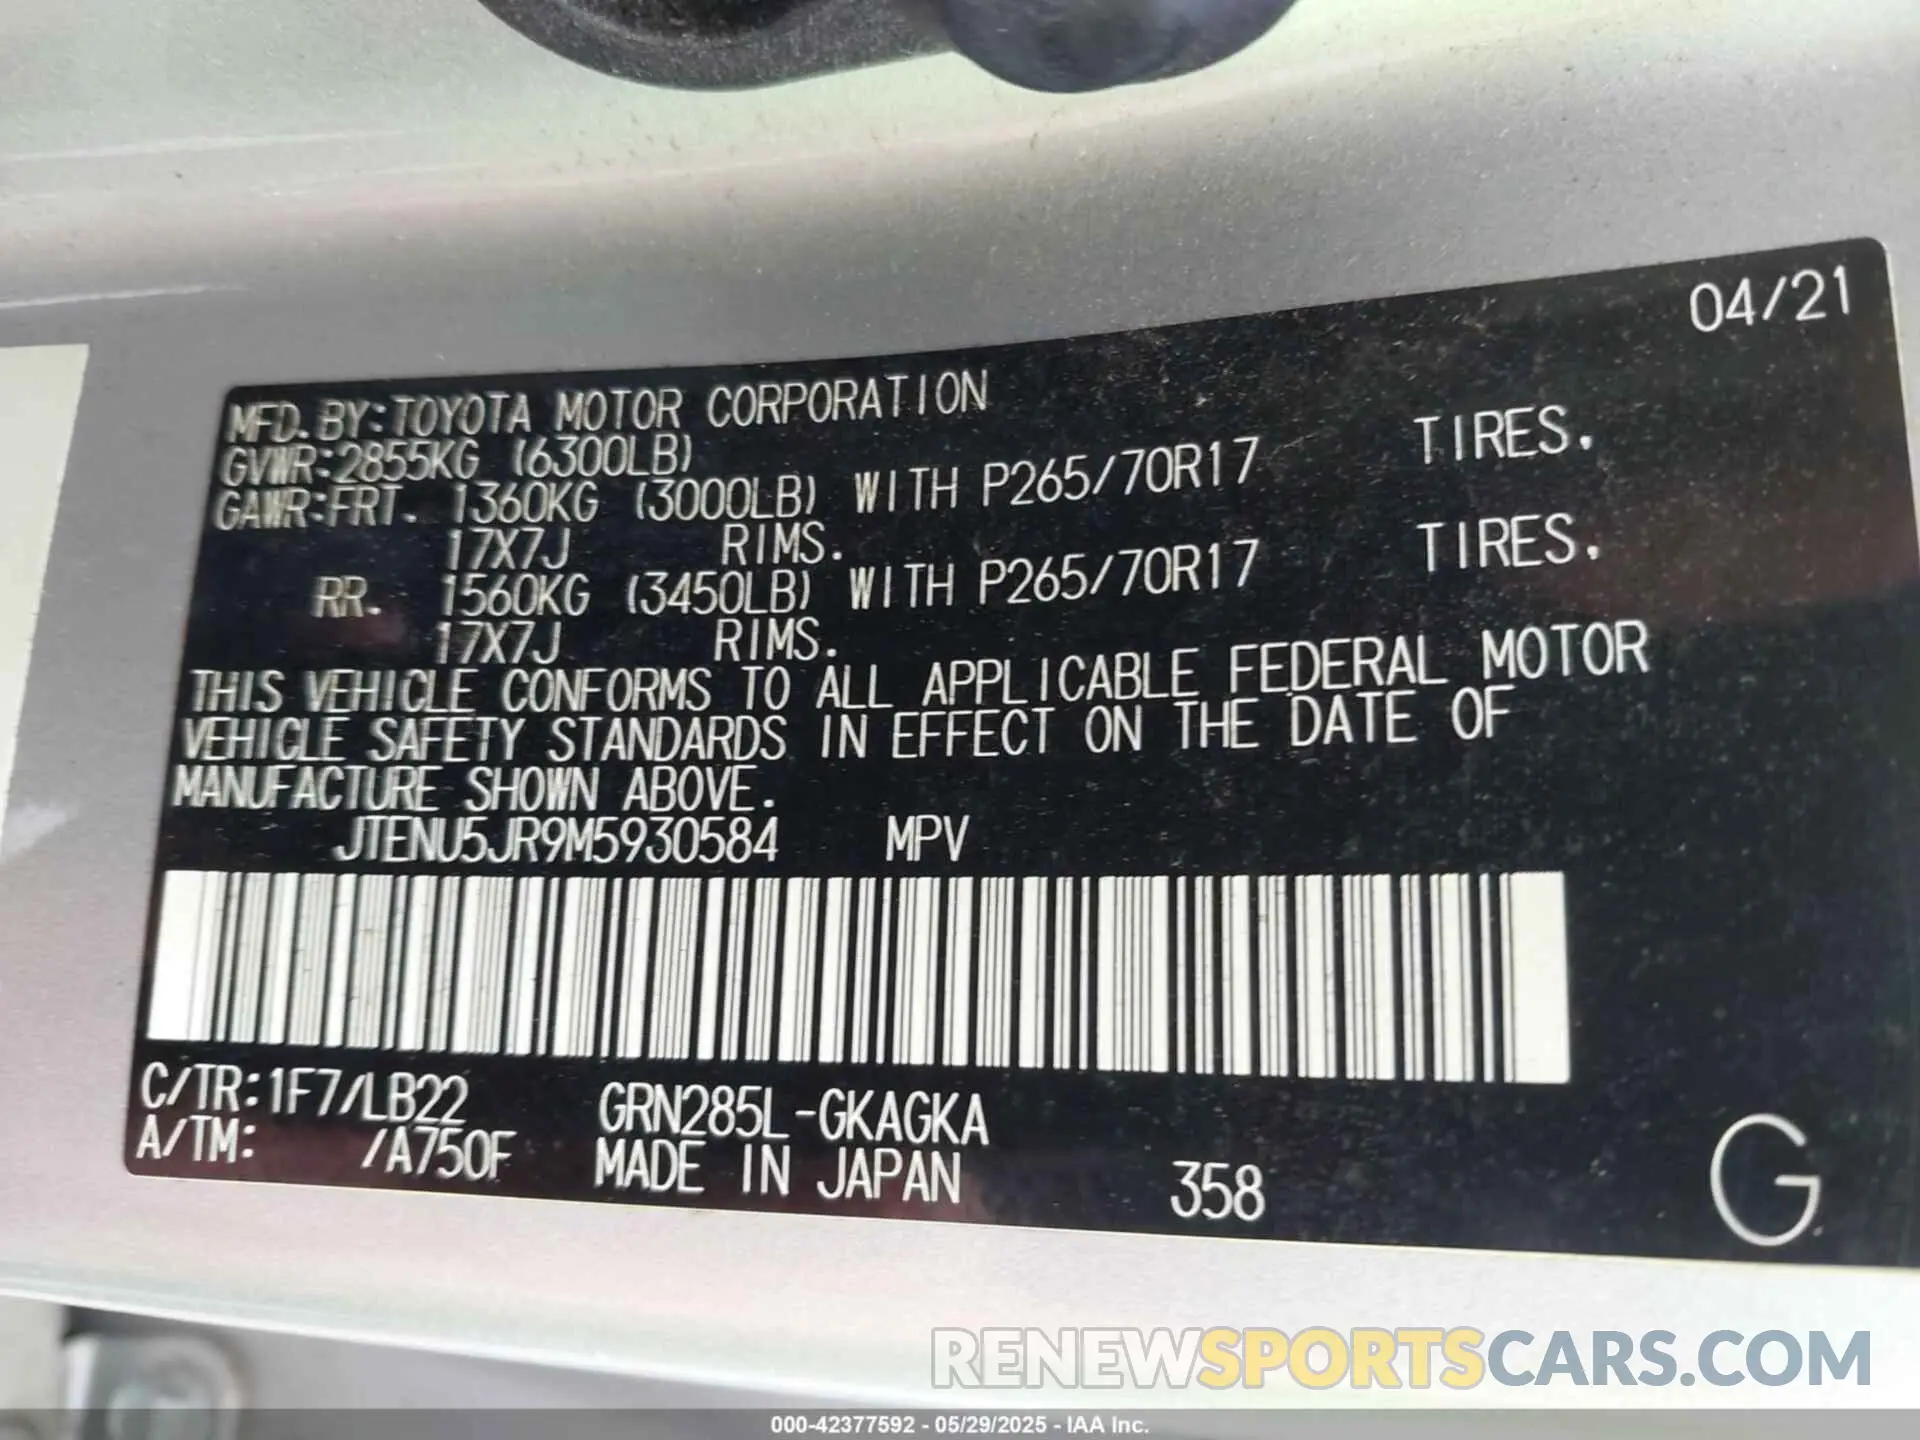 04/21
MFD. BY:TOYOTA MOTOR CORPORATION
GVWR:2855KG (6300LB)
GAWR:FRT. 1360KG (3000LB) WITH P265/70R17 TIRES.
17X7J RIMS.
RR. 1560KG (3450LB) WITH P265/70R17 TIRES.
17X7J RIMS.
THIS VEHICLE CONFORMS TO ALL APPLICABLE FEDERAL MOTOR
VEHICLE SAFETY STANDARDS IN EFFECT ON THE DATE OF
MANUFACTURE SHOWN ABOVE.
JTENU5JR9M5930584 MPV
C/TR:1F7/LB22 GRN285L-GKAGKA
A/TM: /A750F MADE IN JAPAN 358 G
RENEWSPORTSCARS.COM
000-42377592 - 05/29/2025 - IAA Inc.